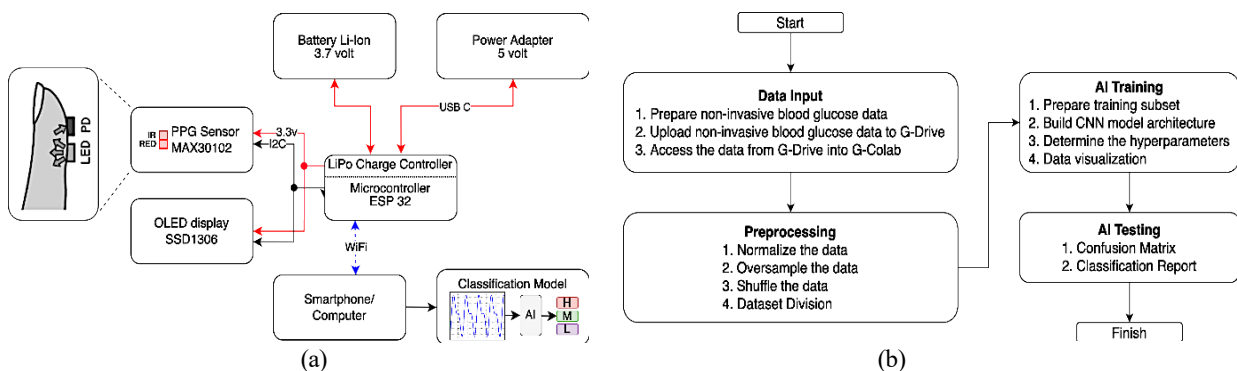 Battery Li-Ion
3.7 volt
Power Adapter
5 volt
USB C
PD
LED
IR
RED
PPG Sensor
MAX30102
3.3v
I2C
LiPo Charge Controller
Microcontroller
ESP 32
OLED display
SSD1306
WiFi
Smartphone/
Computer
Classification Model
AI
H
M
L
(a)
Start
Data Input
1. Prepare non-invasive blood glucose data
2. Upload non-invasive blood glucose data to G-Drive
3. Access the data from G-Drive into G-Colab
Preprocessing
1. Normalize the data
2. Oversample the data
3. Shuffle the data
4. Dataset Division
AI Training
1. Prepare training subset
2. Build CNN model architecture
3. Determine the hyperparameters
4. Data visualization
AI Testing
1. Confusion Matrix
2. Classification Report
Finish
(b)